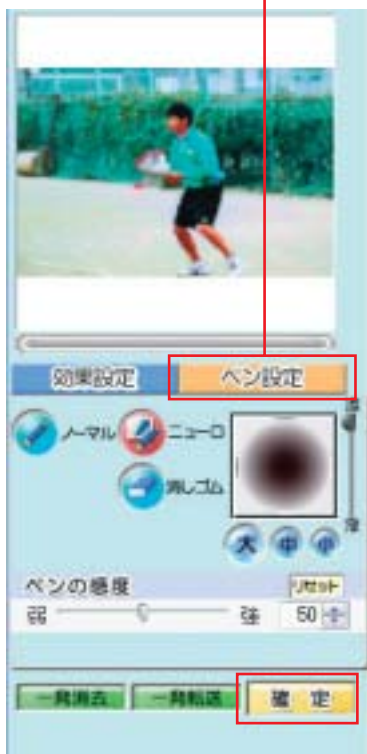 効果設定 ペン設定
ノーマル ニューロ 濃
消しゴム
大 中 小 淡
ペンの感度 リセット
弱 強 50
一発消去 一発転送 確定